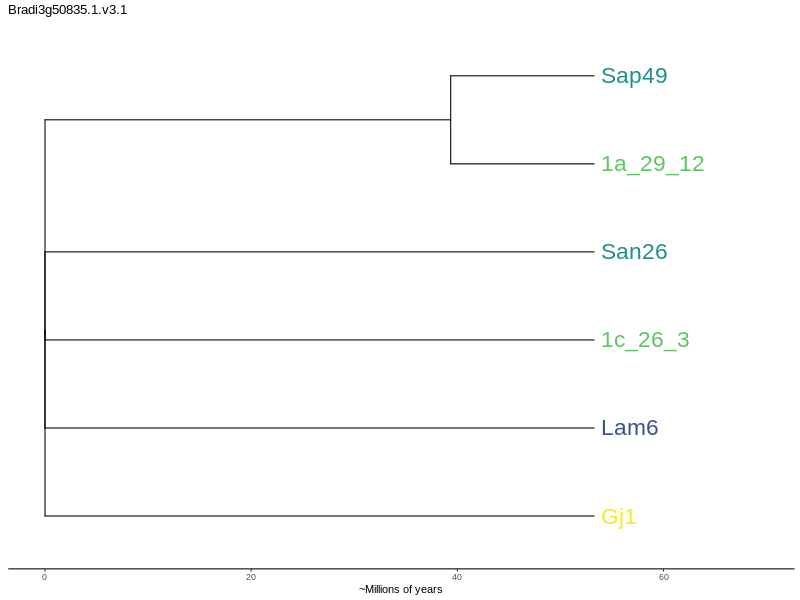 Bradi3g50835.1.v3.1
Sap49
1a_29_12
San26
1c_26_3
Lam6
Gj1
0 20 40 60
~Millions of years